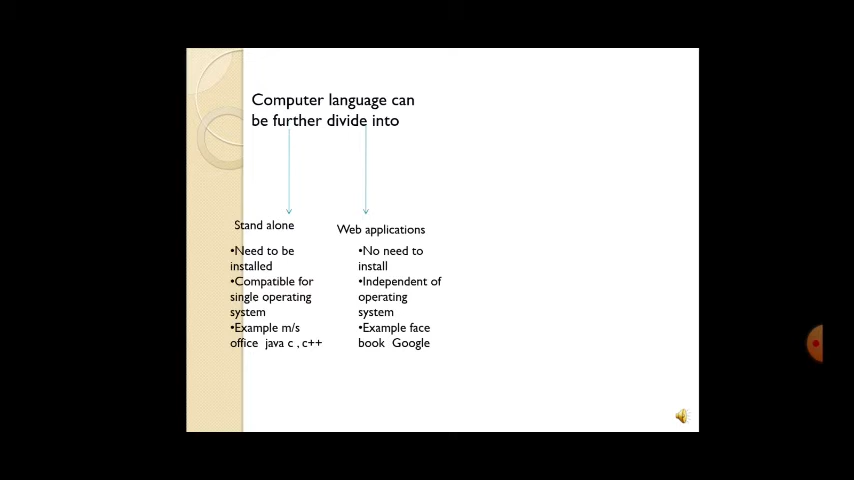 Computer language can
be further divide into
Stand alone
•Need to be
installed
•Compatible for
single operating
system
•Example m/s
office  java c , c++
Web applications
•No need to
install
•Independent of
operating
system
•Example face
book  Google